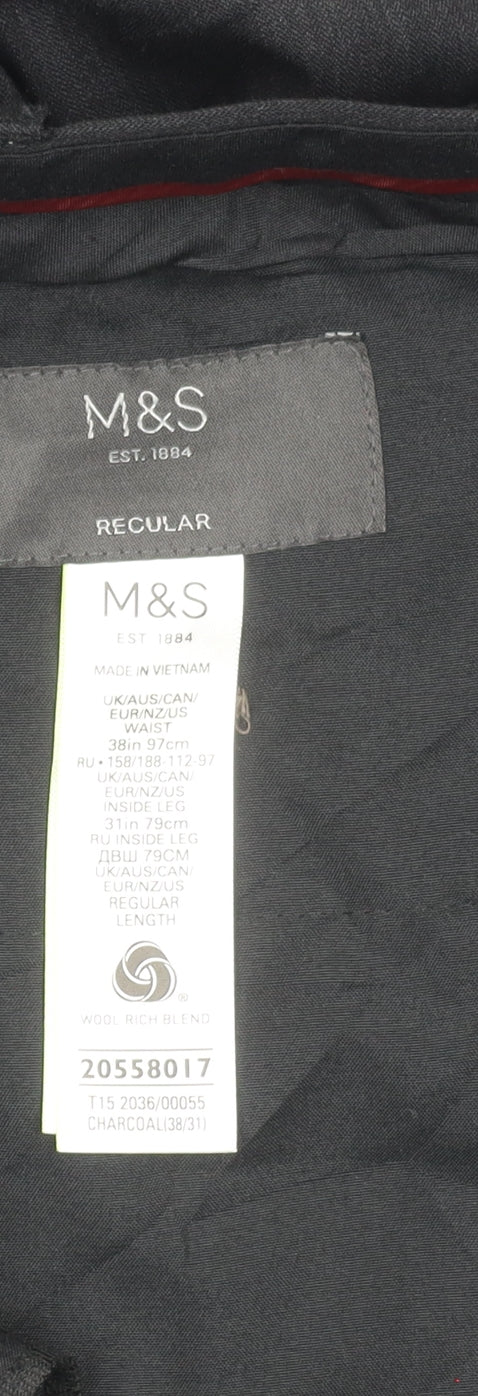 M&S
EST. 1884
REGULAR
M&S
EST 1884
MADE IN VIETNAM
UK/AUS/CAN/
EUR/NZ/US
WAIST
38in 97cm
RU • 158/188-112-97
UK/AUS/CAN/
EUR/NZ/US
INSIDE LEG
31in 79cm
RU INSIDE LEG
ДВШ 79СМ
UK/AUS/CAN/
EUR/NZ/US
REGULAR
LENGTH
®
WOOL RICH BLEND
20558017
T15 2036/00055
CHARCOAL(38/31)